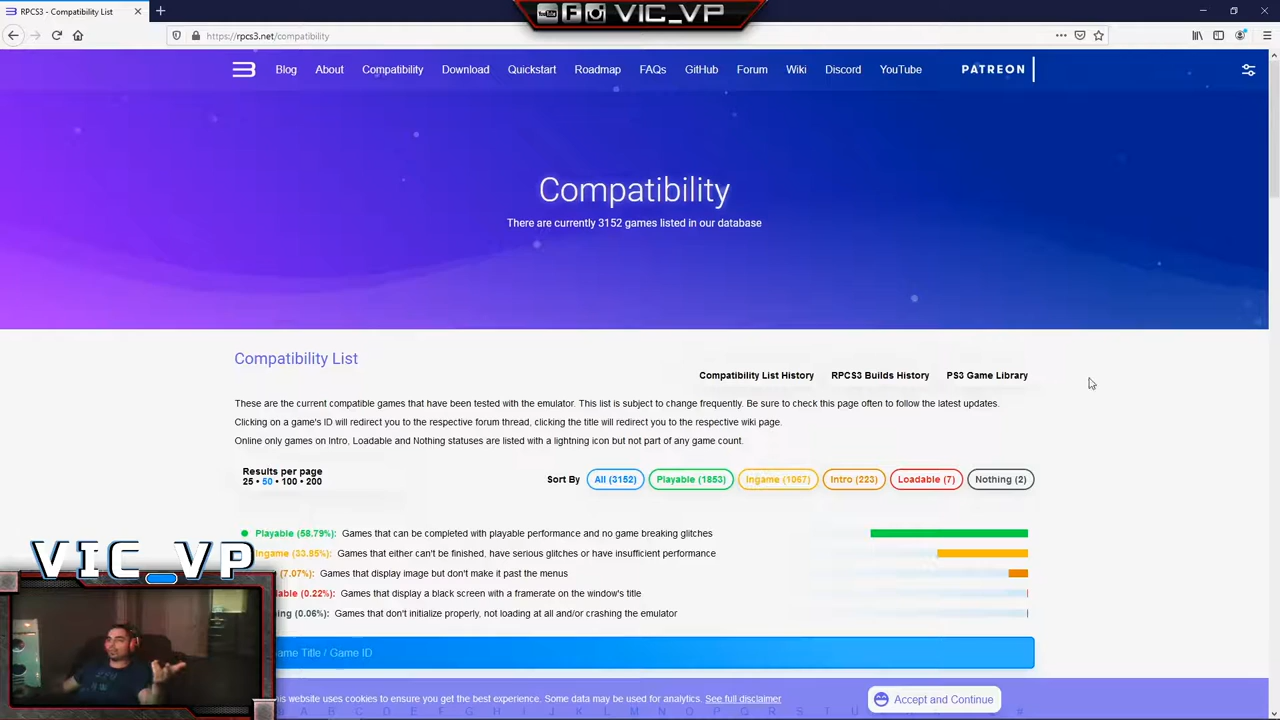 RPCS3 - Compatibility List
VIC_VP
https://rpcs3.net/compatibility
Blog About Compatibility Download Quickstart Roadmap FAQs GitHub Forum Wiki Discord YouTube PATREON
Compatibility
There are currently 3152 games listed in our database
Compatibility List
Compatibility List History RPCS3 Builds History PS3 Game Library
These are the current compatible games that have been tested with the emulator. This list is subject to change frequently. Be sure to check this page often to follow the latest updates.
Clicking on a game's ID will redirect you to the respective forum thread, clicking the title will redirect you to the respective wiki page.
Online only games on Intro, Loadable and Nothing statuses are listed with a lightning icon but not part of any game count.
Results per page
25 • 50 • 100 • 200
Sort By All (3152) Playable (1853) Ingame (1067) Intro (223) Loadable (7) Nothing (2)
Playable (58.79%): Games that can be completed with playable performance and no game breaking glitches
Ingame (33.85%): Games that either can't be finished, have serious glitches or have insufficient performance
(7.07%): Games that display image but don't make it past the menus
(0.22%): Games that display a black screen with a framerate on the window's title
(0.06%): Games that don't initialize properly, not loading at all and/or crashing the emulator
VIC_VP
Title / Game ID
website uses cookies to ensure you get the best experience. Some data may be used for analytics. See full disclaimer
Accept and Continue